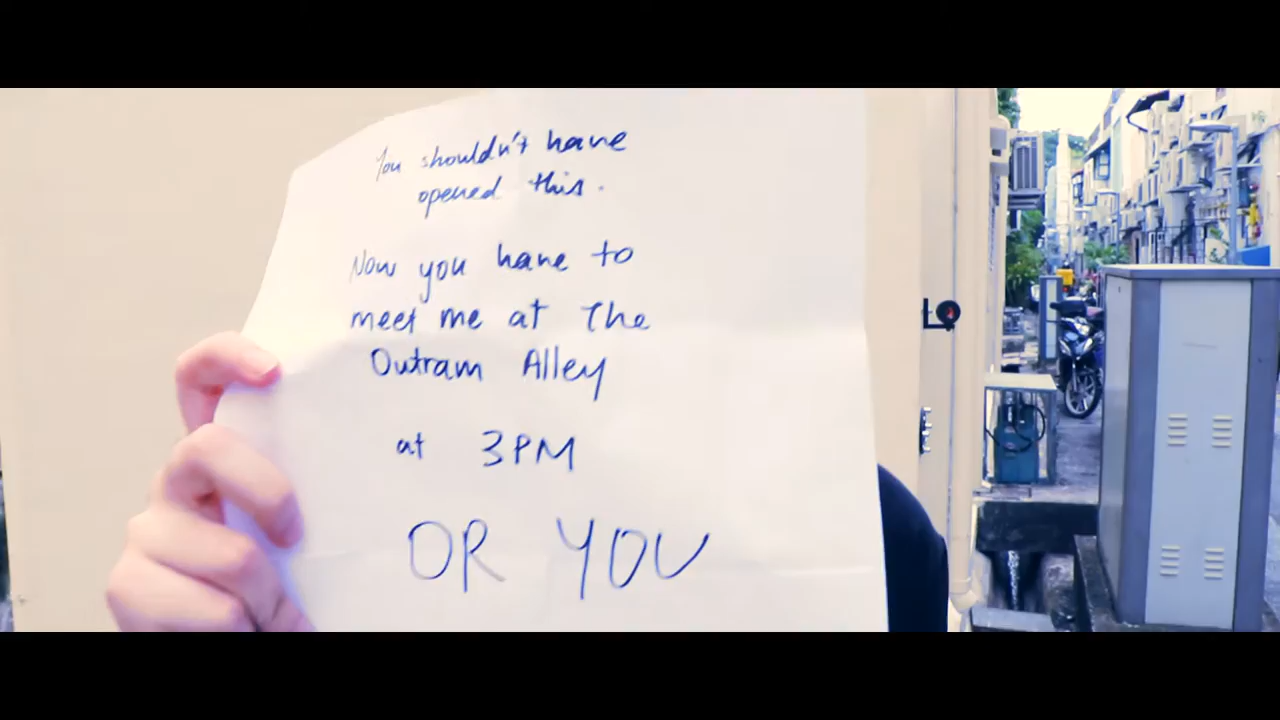 You shouldn't have
opened this.
Now you have to
meet me at the
Outram Alley
at 3PM
OR YOU